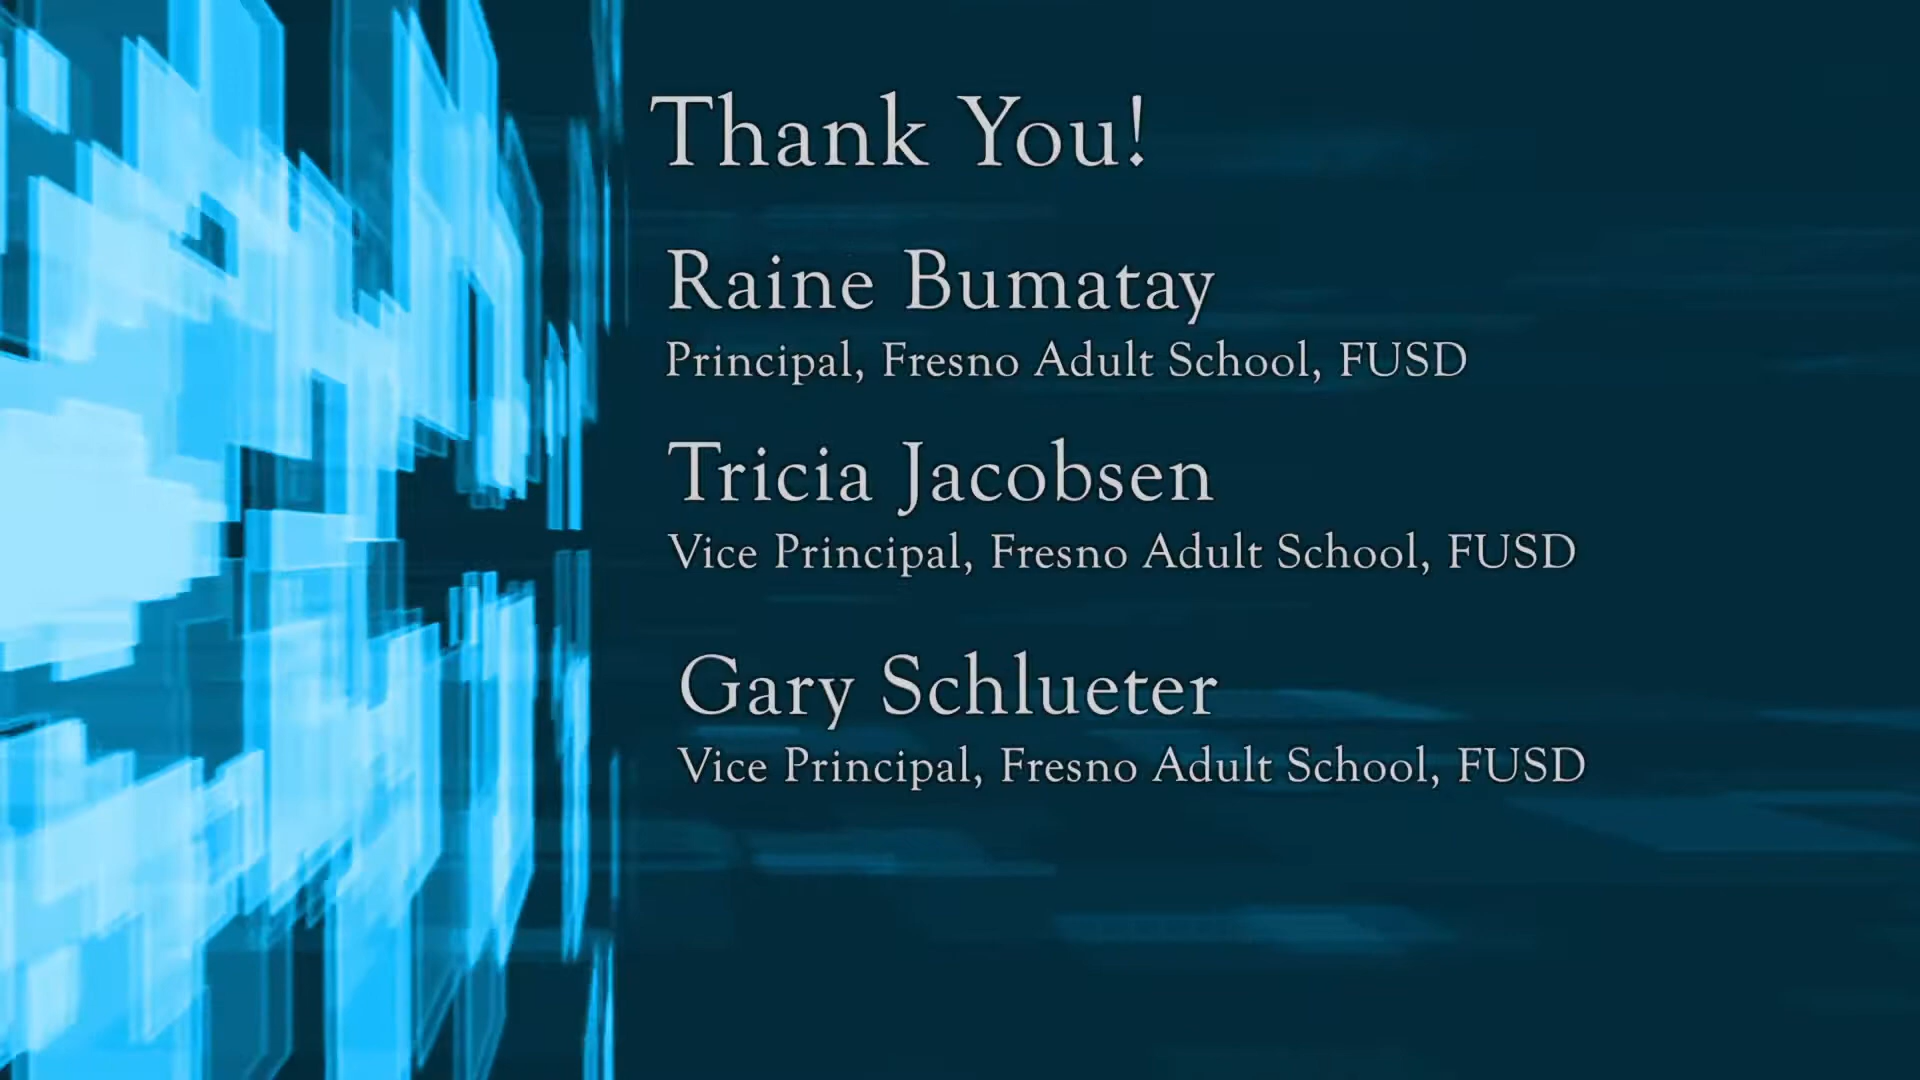 Thank You!
Raine Bumatay
Principal, Fresno Adult School, FUSD
Tricia Jacobsen
Vice Principal, Fresno Adult School, FUSD
Gary Schlueter
Vice Principal, Fresno Adult School, FUSD